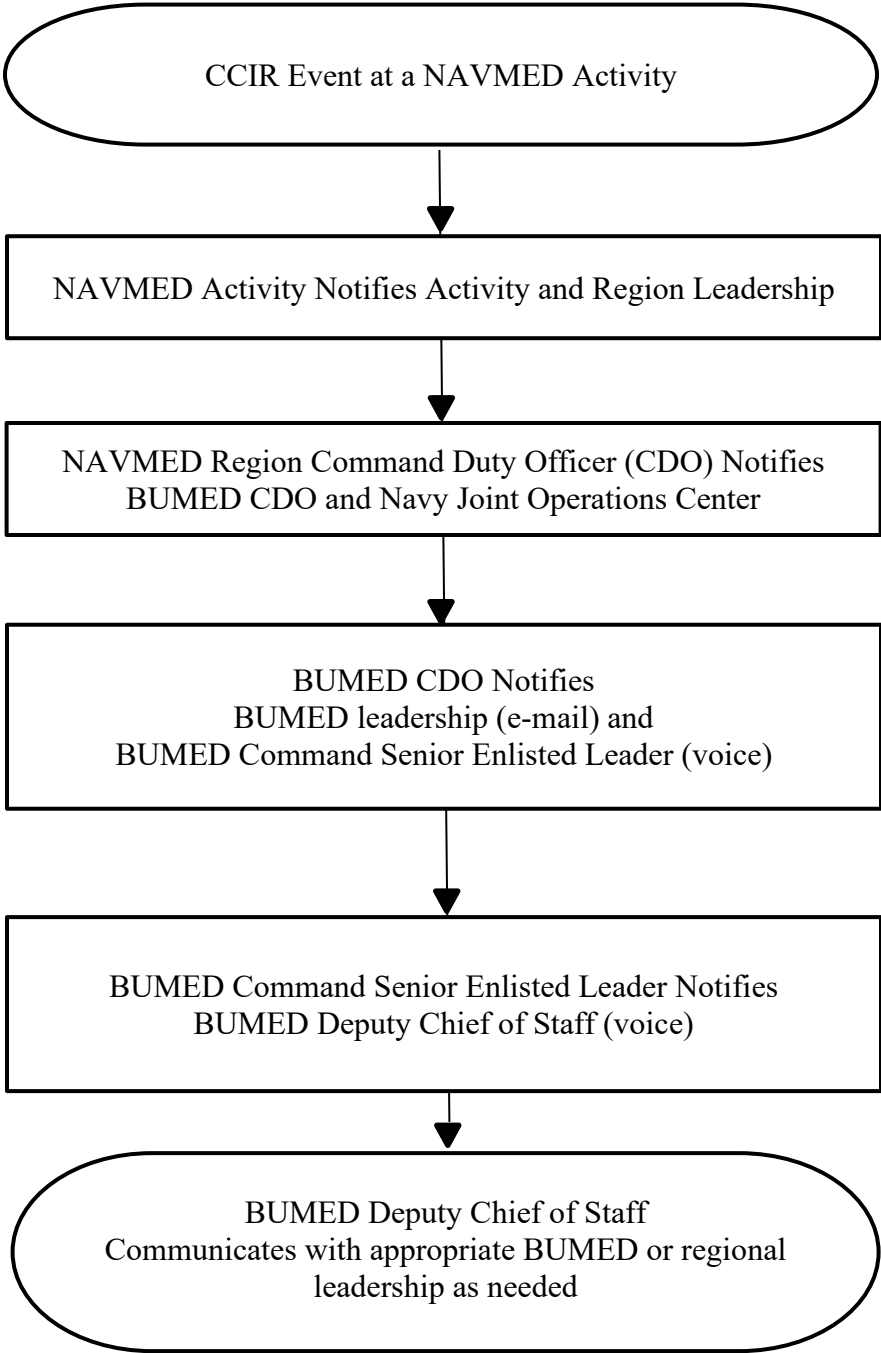 CCIR Event at a NAVMED Activity
NAVMED Activity Notifies Activity and Region Leadership
NAVMED Region Command Duty Officer (CDO) Notifies
BUMED CDO and Navy Joint Operations Center
BUMED CDO Notifies
BUMED leadership (e-mail) and
BUMED Command Senior Enlisted Leader (voice)
BUMED Command Senior Enlisted Leader Notifies
BUMED Deputy Chief of Staff (voice)
BUMED Deputy Chief of Staff
Communicates with appropriate BUMED or regional
leadership as needed